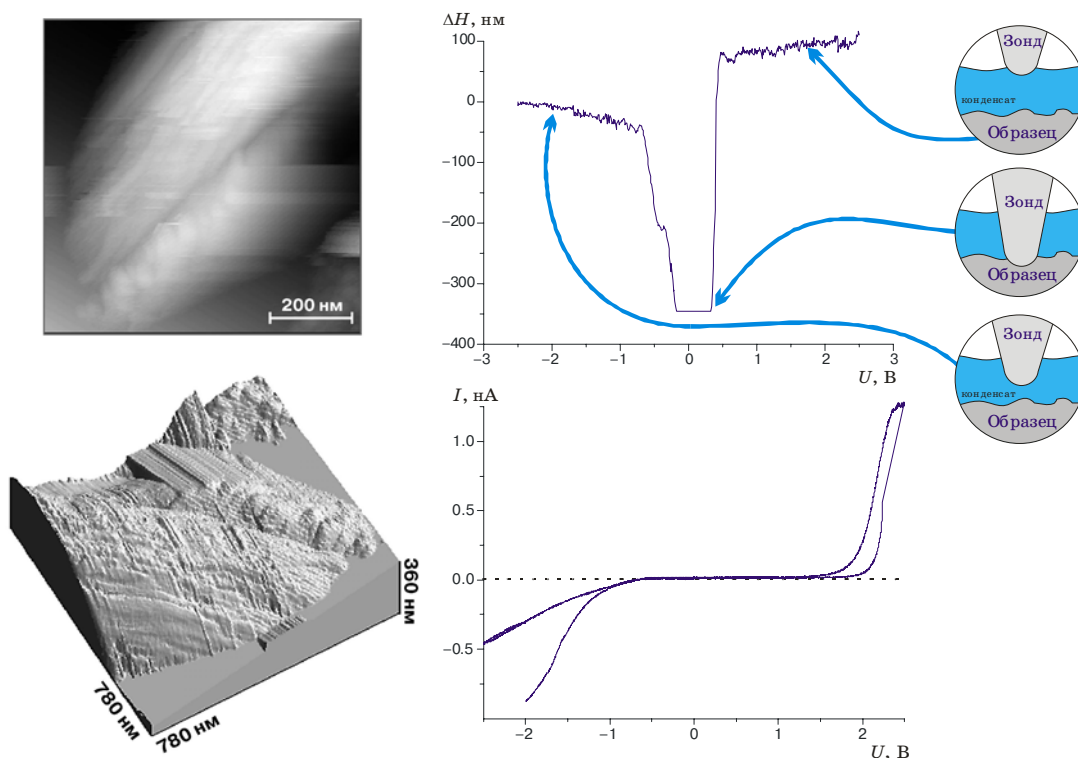 200 нм
780 нм
780 нм
360 нм
ΔH, нм
100
0
−100
−200
−300
−400
−3
−2
−1
0
1
2
3
U, В
Зонд
конденсат
Образец
Зонд
Образец
Зонд
конденсат
Образец
I, нА
1.0
0.5
0.0
−0.5
−2
−1
0
1
2
U, В